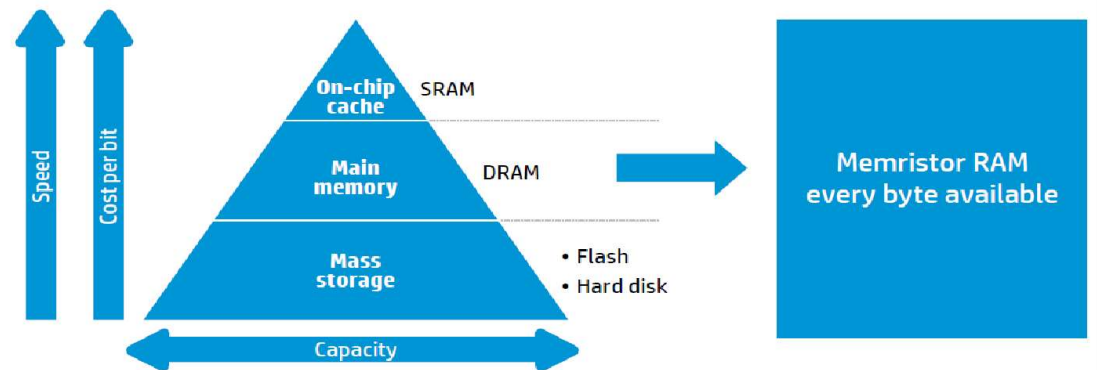 Speed
Cost per bit
On-chip
cache
SRAM
Main
memory
DRAM
Mass
storage
• Flash
• Hard disk
Capacity
Memristor RAM
every byte available